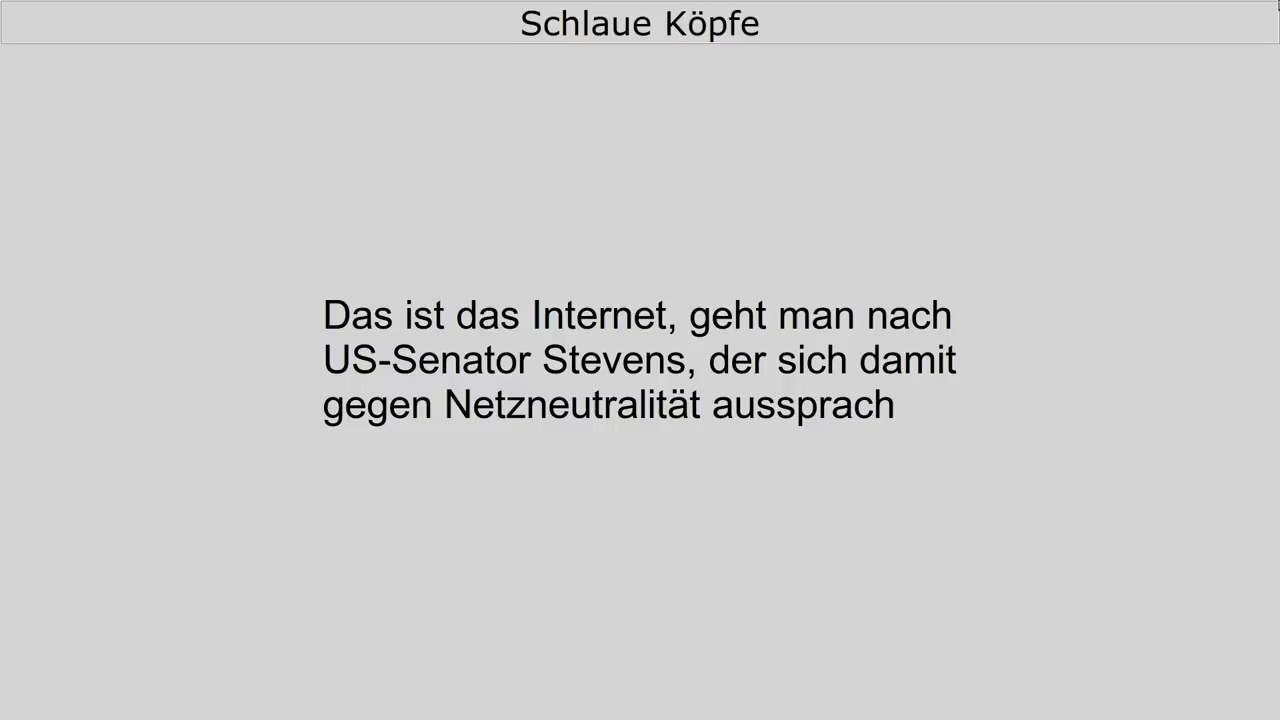 Schlaue Köpfe
Das ist das Internet, geht man nach
US-Senator Stevens, der sich damit
gegen Netzneutralität aussprach